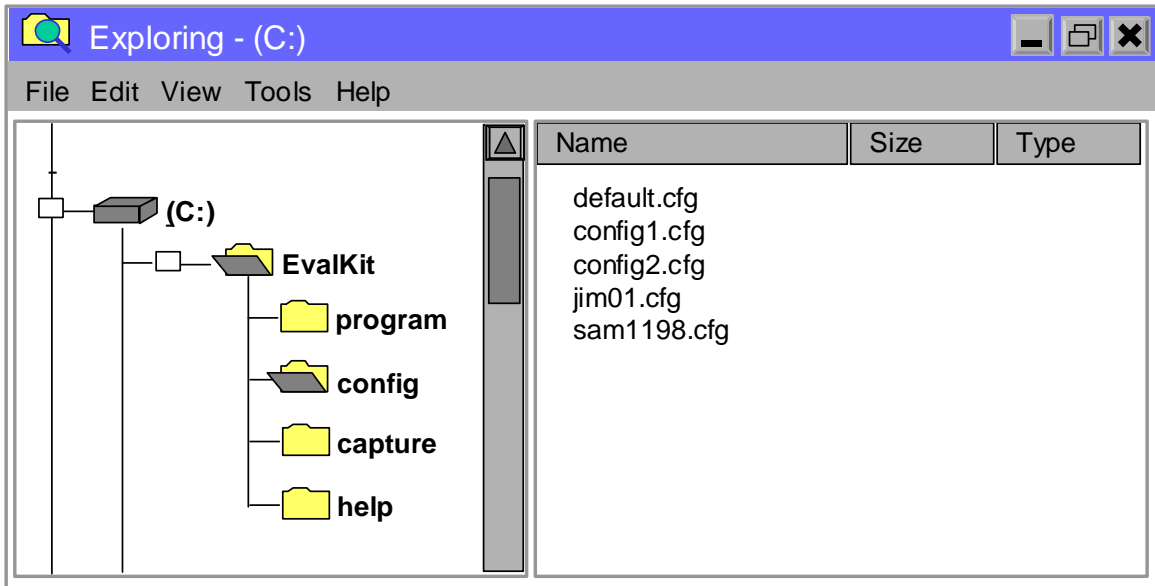 Exploring - (C:)
File Edit View Tools Help
(C:)
EvalKit
program
config
capture
help
Name Size Type
default.cfg
config1.cfg
config2.cfg
jim01.cfg
sam1198.cfg